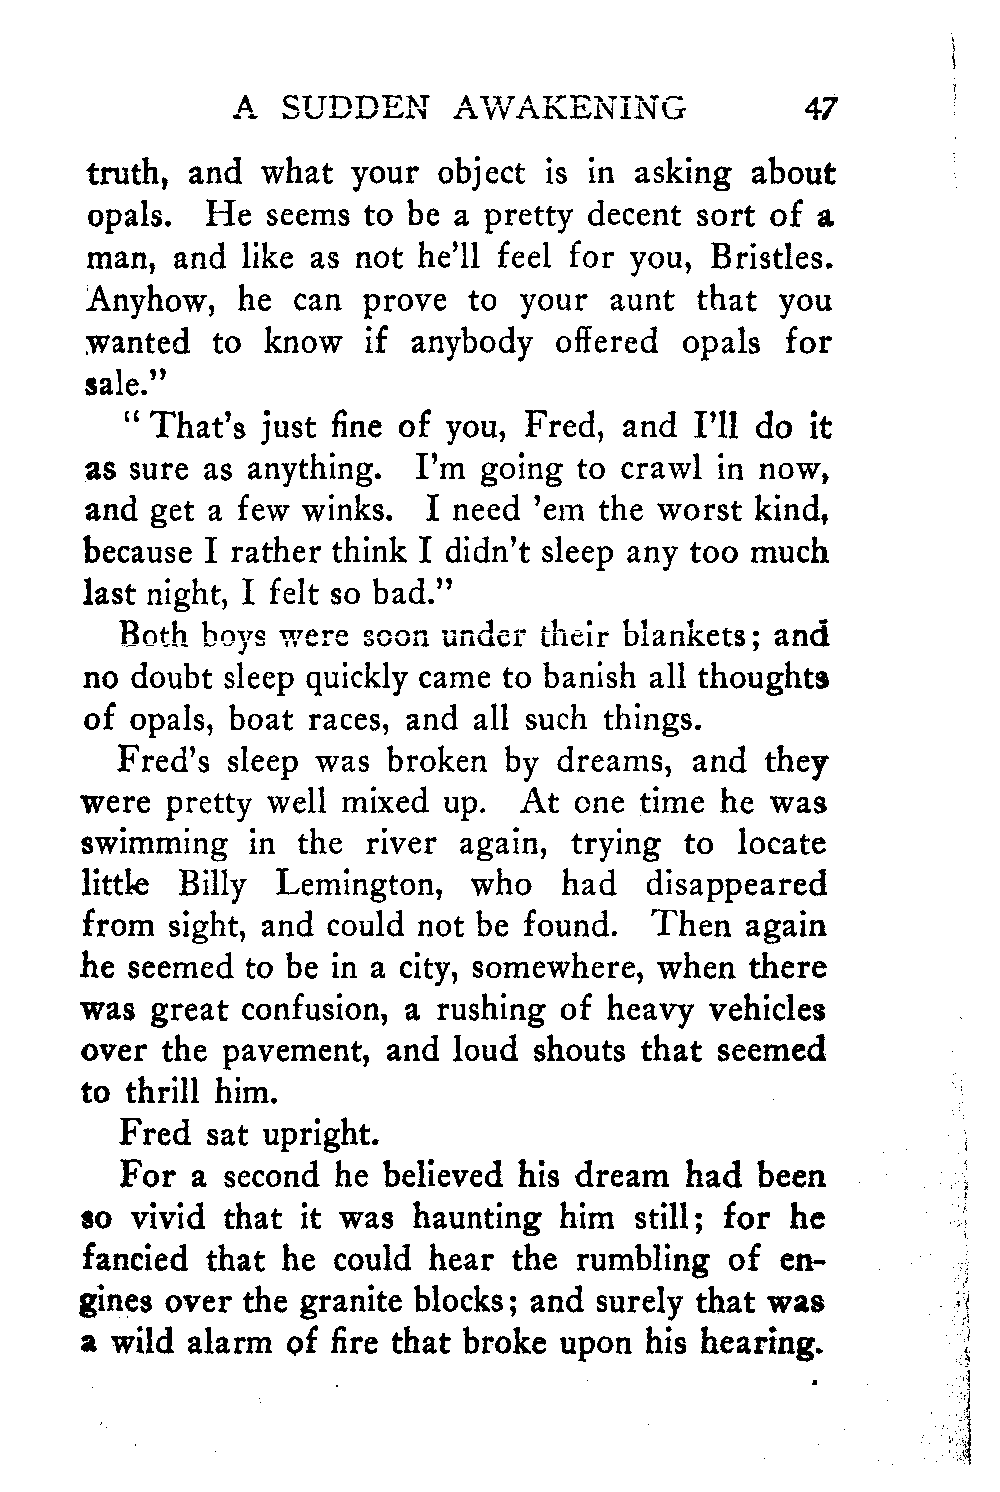 A SUDDEN AWAKENING 47
truth, and what your object is in asking about
opals. He seems to be a pretty decent sort of a
man, and like as not he'll feel for you, Bristles.
Anyhow, he can prove to your aunt that you
wanted to know if anybody offered opals for
sale."
"That's just fine of you, Fred, and I'll do it
as sure as anything. I'm going to crawl in now,
and get a few winks. I need 'em the worst kind,
because I rather think I didn't sleep any too much
last night, I felt so bad."
Both boys were soon under their blankets; and
no doubt sleep quickly came to banish all thoughts
of opals, boat races, and all such things.
Fred's sleep was broken by dreams, and they
were pretty well mixed up. At one time he was
swimming in the river again, trying to locate
little Billy Lemington, who had disappeared
from sight, and could not be found. Then again
he seemed to be in a city, somewhere, when there
was great confusion, a rushing of heavy vehicles
over the pavement, and loud shouts that seemed
to thrill him.
Fred sat upright.
For a second he believed his dream had been
so vivid that it was haunting him still; for he
fancied that he could hear the rumbling of en-
gines over the granite blocks; and surely that was
a wild alarm of fire that broke upon his hearing.